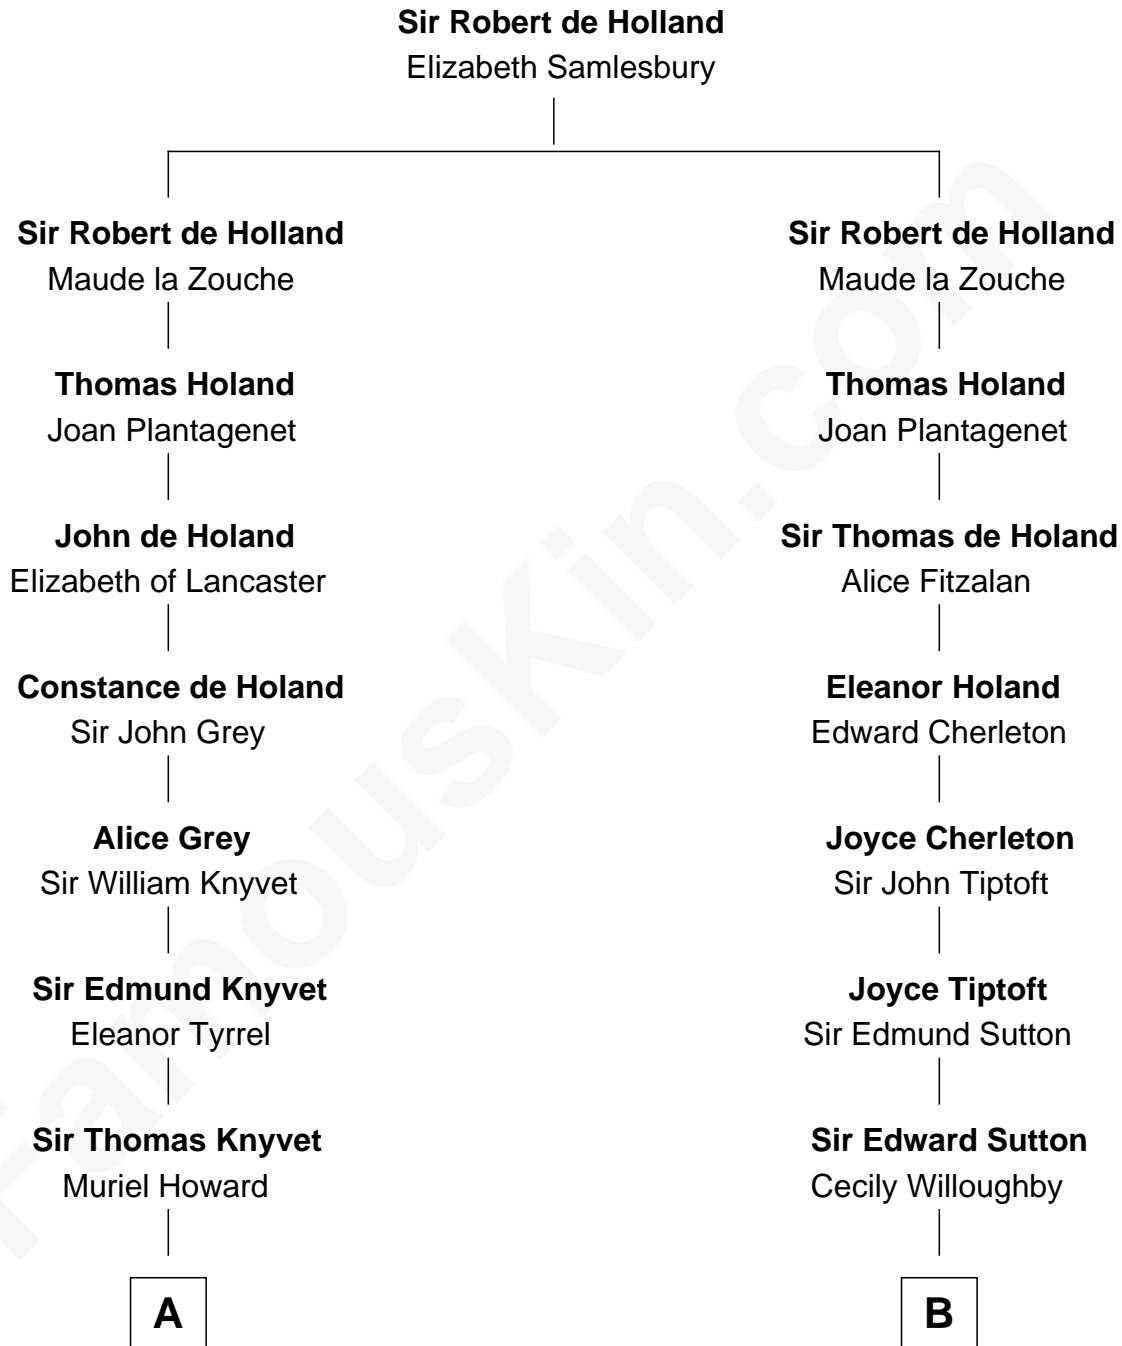 Sir Robert de Holland
Elizabeth Samlesbury
Sir Robert de Holland
Maude la Zouche
Sir Robert de Holland
Maude la Zouche
Thomas Holand
Joan Plantagenet
Thomas Holand
Joan Plantagenet
John de Holand
Elizabeth of Lancaster
Sir Thomas de Holand
Alice Fitzalan
Constance de Holand
Sir John Grey
Eleanor Holand
Edward Cherleton
Alice Grey
Sir William Knyvet
Joyce Cherleton
Sir John Tiptoft
Sir Edmund Knyvet
Eleanor Tyrrel
Joyce Tiptoft
Sir Edmund Sutton
Sir Thomas Knyvet
Muriel Howard
Sir Edward Sutton
Cecily Willoughby
A
B
FamousKin.com